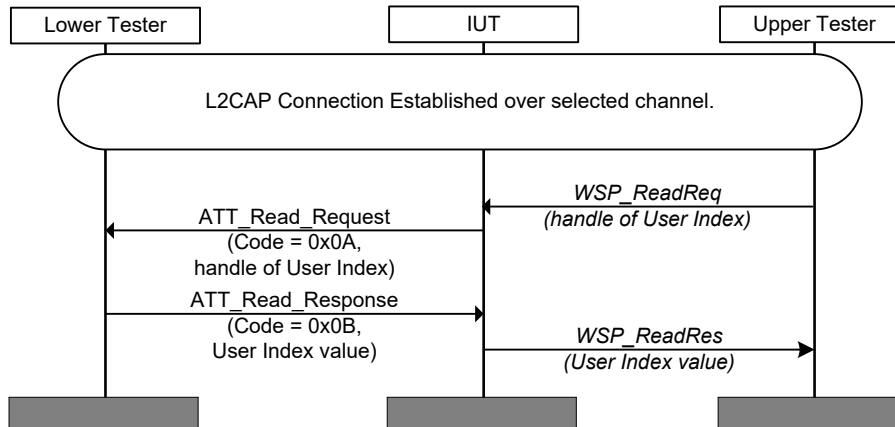 Lower Tester
IUT
Upper Tester
L2CAP Connection Established over selected channel.
WSP_ReadReq
(handle of User Index)
ATT_Read_Request
(Code = 0x0A,
handle of User Index)
ATT_Read_Response
(Code = 0x0B,
User Index value)
WSP_ReadRes
(User Index value)